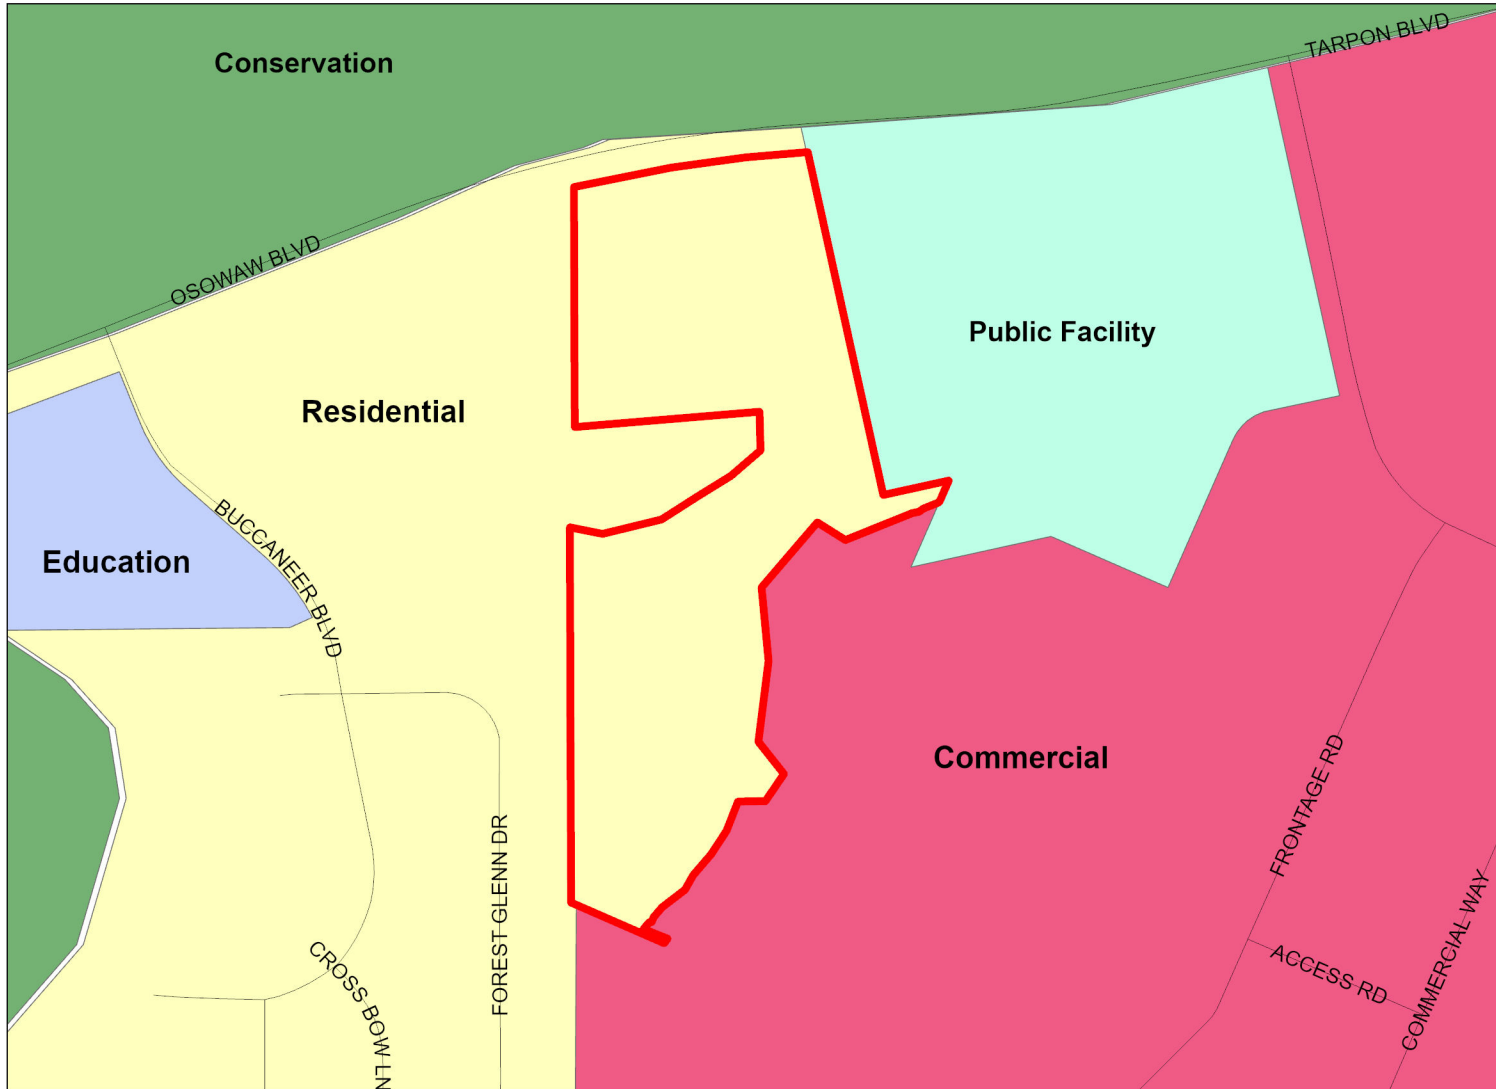 TARPON BLVD
Conservation
OSOWAW BLVD
Public Facility
Residential
BUCCANEER BLVD
Education
Commercial
FRONTAGE RD
FOREST GLENN DR
COMMERCIAL WAY
ACCESS RD
CROSS BOW LN